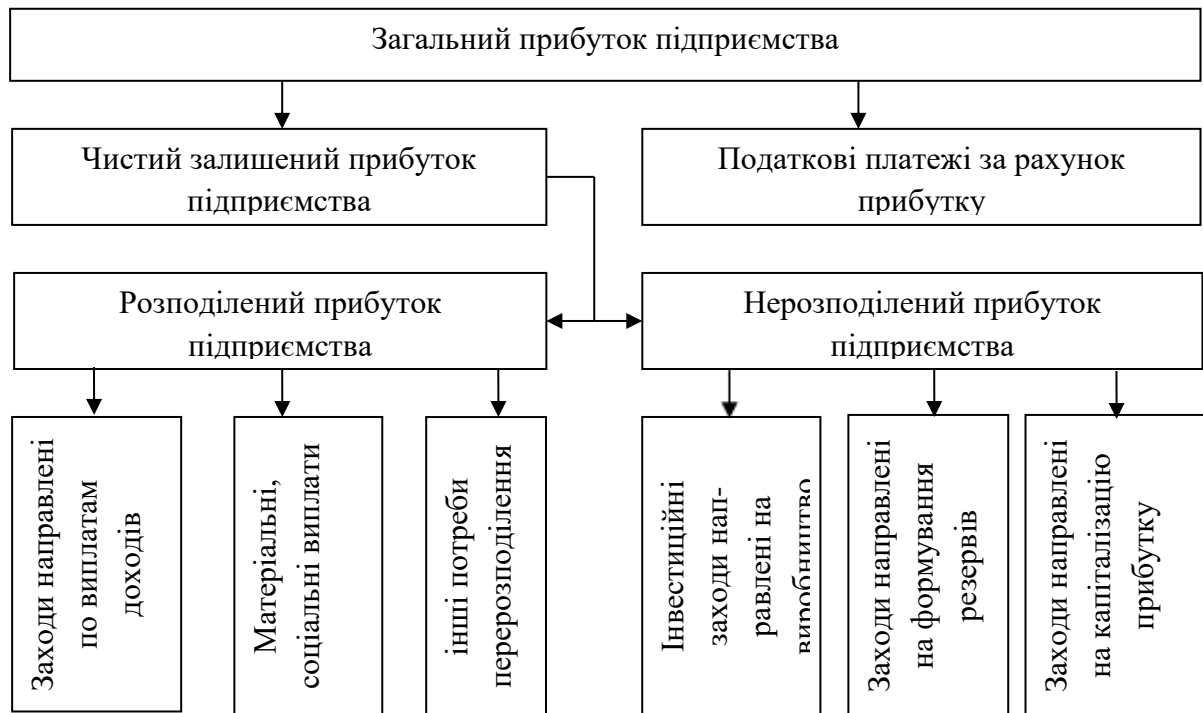 Загальний прибуток підприємства
Чистий залишений прибуток
підприємства
Податкові платежі за рахунок
прибутку
Розподілений прибуток
підприємства
Нерозподілений прибуток
підприємства
Заходи направлені
по виплатам
доходів
Матеріальні,
соціальні виплати
інші потреби
перерозподілення
Інвестиційні
заходи нап-
равлені на
виробництво
Заходи направлені
на формування
резервів
Заходи направлені
на капіталізацію
прибутку